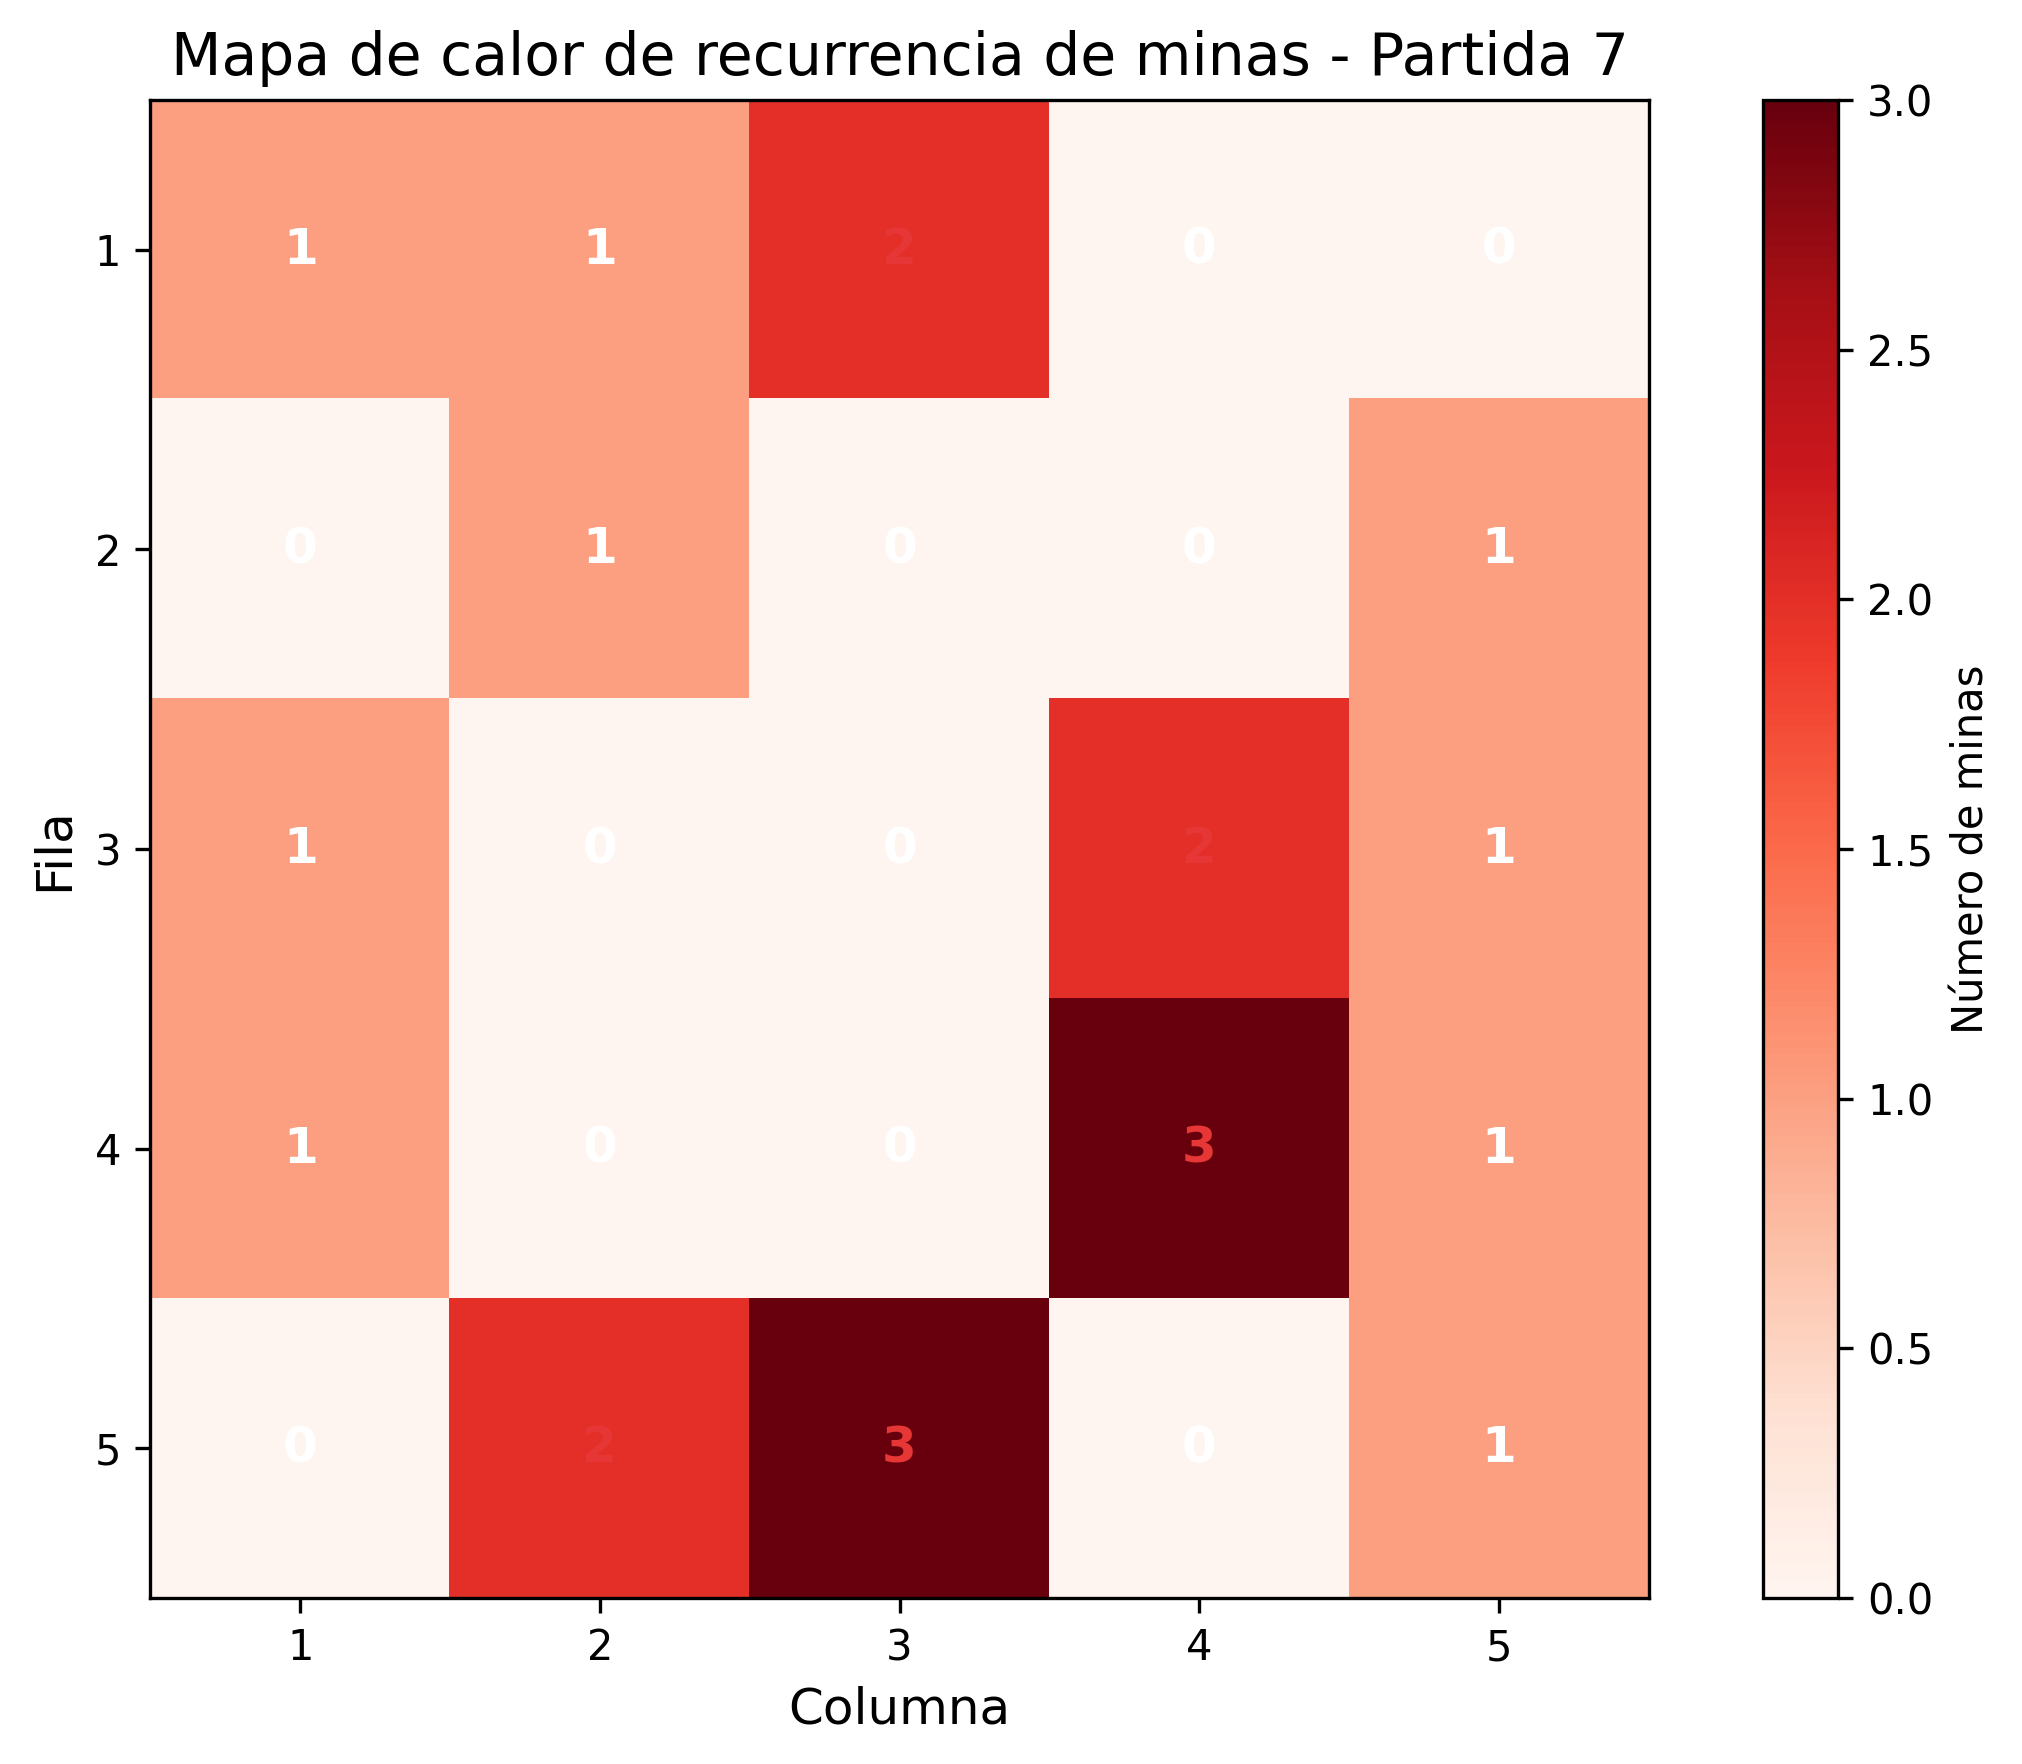 Mapa de calor de recurrencia de minas - Partida 7
1 1 1 2 0 0
2 0 1 0 0 1
3 1 0 0 2 1
4 1 0 0 3 1
5 0 2 3 0 1
1 2 3 4 5
Fila
Columna
3.0
2.5
2.0
1.5
1.0
0.5
0.0
Número de minas